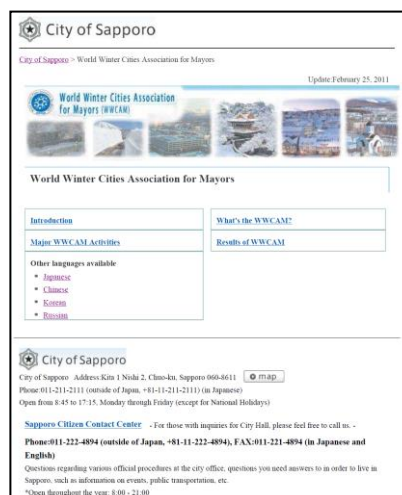 City of Sapporo
City of Sapporo > World Winter Cities Association for Mayors
Update:February 25, 2011
World Winter Cities Association
for Mayors (WWCAM)
World Winter Cities Association for Mayors
Introduction
What's the WWCAM?
Major WWCAM Activities
Results of WWCAM
Other languages available
Japanese
Chinese
Korean
Russian
City of Sapporo
City of Sapporo Address:Kita 1 Nishi 2, Chuo-ku, Sapporo 060-8611 map
Phone:011-211-2111 (outside of Japan, +81-11-211-2111) (in Japanese)
Open from 8:45 to 17:15, Monday through Friday (except for National Holidays)
Sapporo Citizen Contact Center - For those with inquiries for City Hall, please feel free to call us. -
Phone:011-222-4894 (outside of Japan, +81-11-222-4894), FAX:011-221-4894 (in Japanese and
English)
Questions regarding various official procedures at the city office, questions you need answers to in order to live in
Sapporo, such as information on events, public transportation, etc.
*Open throughout the year, 8:00 - 21:00